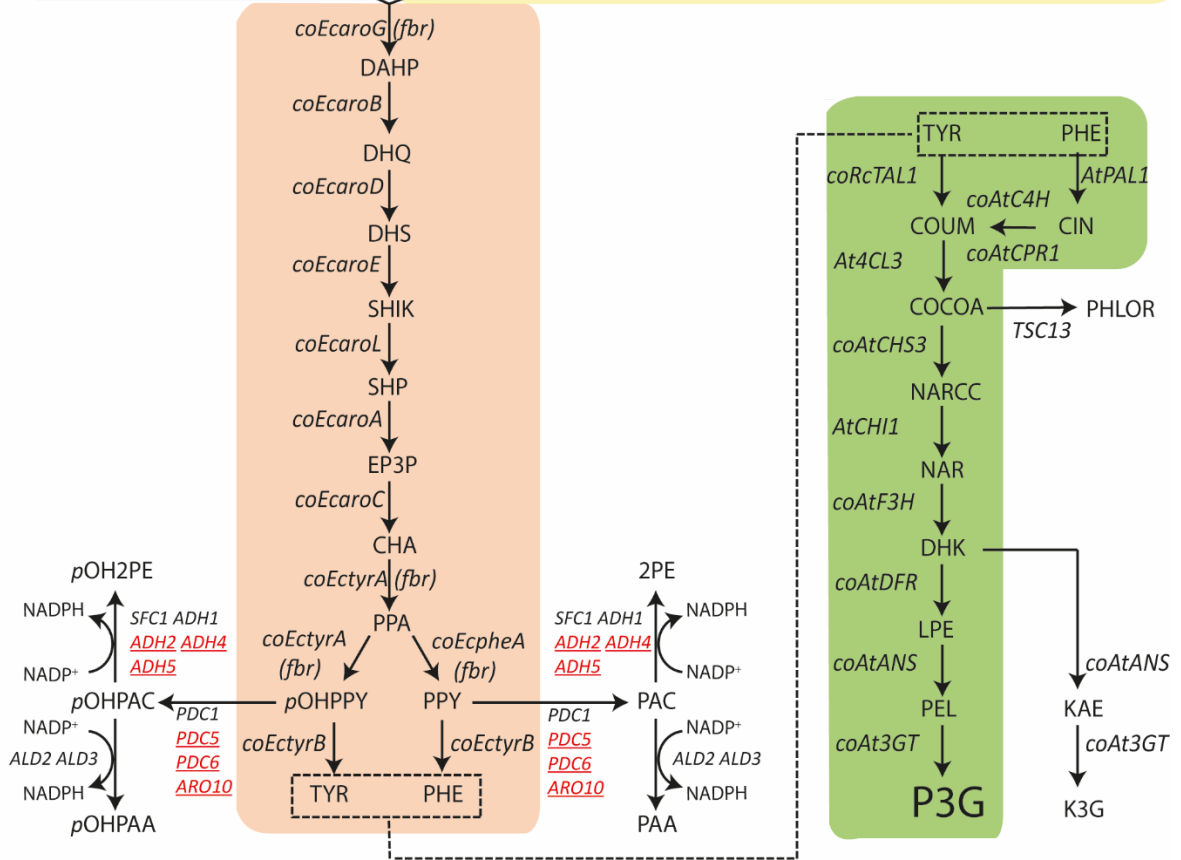 coEcaroG (fbr)
DAHP
coEcaroB
DHQ
coEcaroD
DHS
coEcaroE
SHIK
coEcaroL
SHP
coEcaroA
EP3P
coEcaroC
CHA
coEctyrA (fbr)
PPA
coEctyrA
(fbr)
coEcpheA
(fbr)
pOHPPY
PPY
coEctyrB
coEctyrB
TYR
PHE
pOH2PE
NADPH
NADP+
SFC1 ADH1
ADH2 ADH4
ADH5
pOHPAC
PDC1
PDC5
PDC6
ARO10
NADP+
ALD2 ALD3
NADPH
pOHPAA
2PE
SFC1 ADH1
ADH2 ADH4
ADH5
NADPH
NADP+
PAC
PDC1
PDC5
PDC6
ARO10
NADP+
ALD2 ALD3
NADPH
PAA
TYR
PHE
coRcTAL1
AtPAL1
coAtC4H
COUM
CIN
coAtCPR1
At4CL3
COCOA
PHLOR
TSC13
coAtCHS3
NARCC
AtCHI1
NAR
coAtF3H
DHK
coAtDFR
LPE
coAtANS
coAtANS
PEL
KAE
coAt3GT
coAt3GT
P3G
K3G